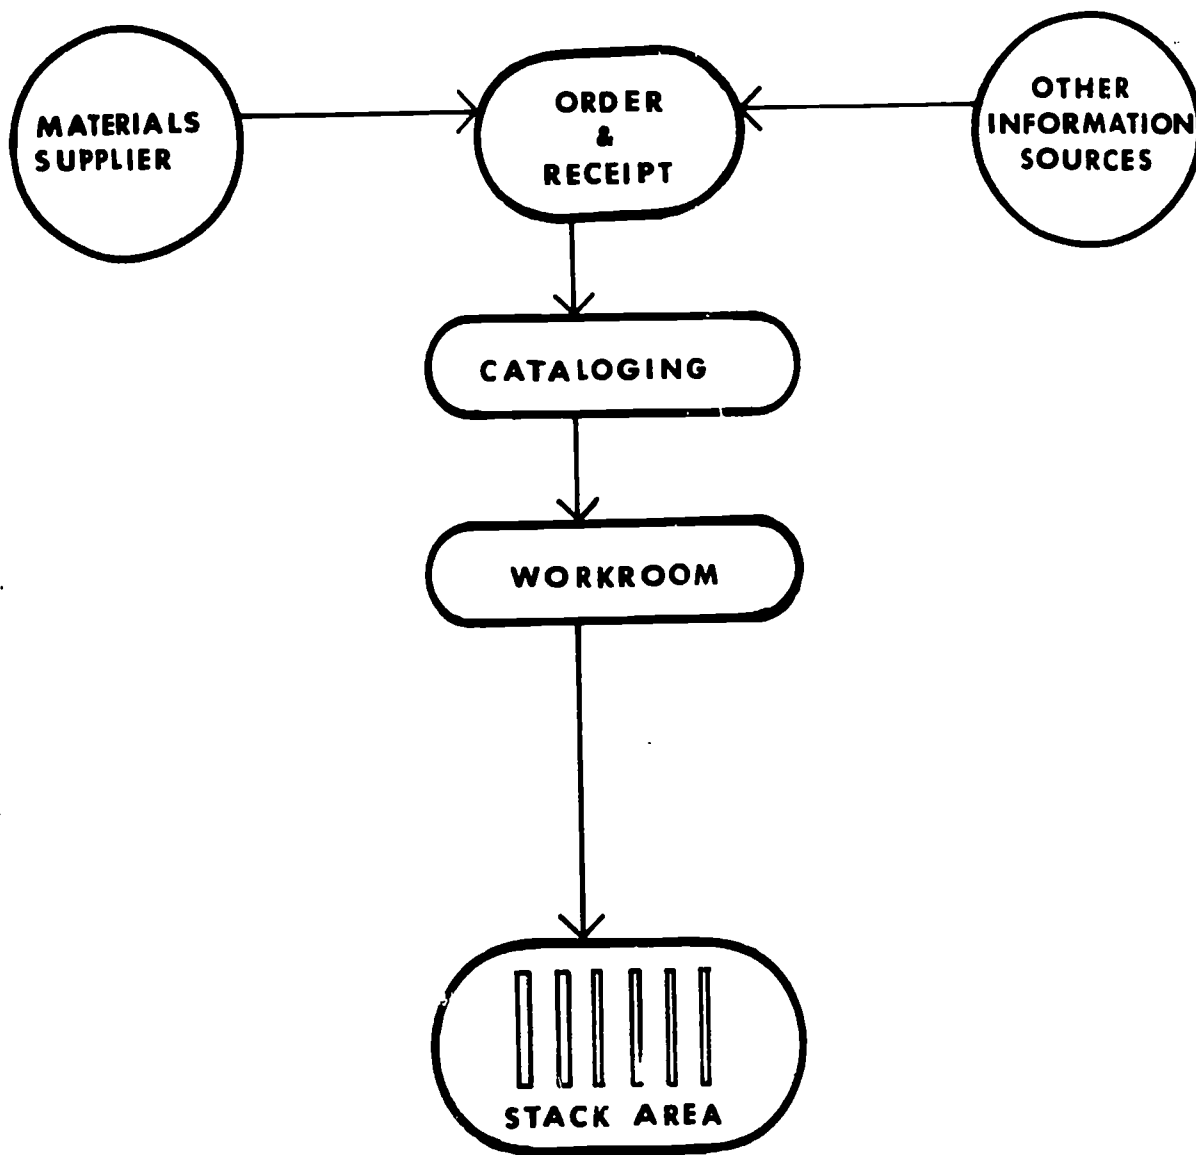 MATERIALS
SUPPLIER
ORDER
&
RECEIPT
OTHER
INFORMATION
SOURCES
CATALOGING
WORKROOM
STACK AREA